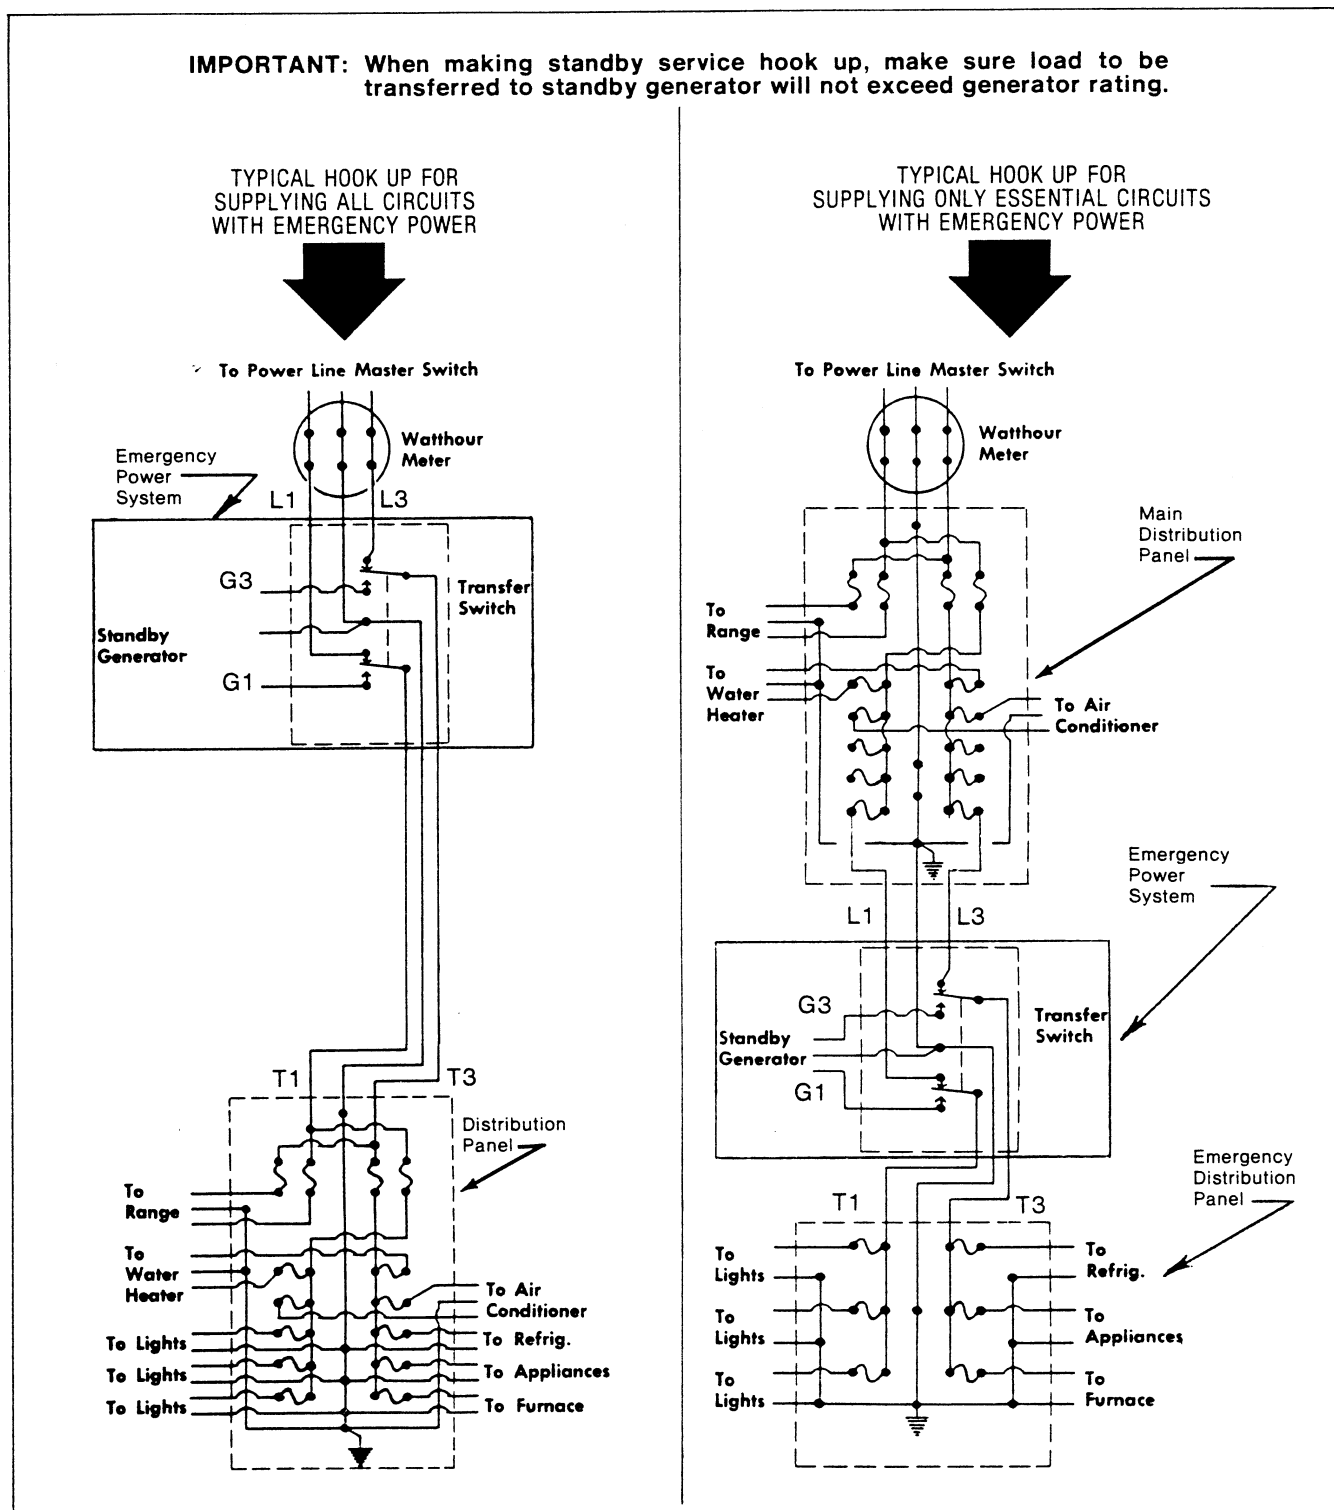 IMPORTANT: When making standby service hook up, make sure load to be
transferred to standby generator will not exceed generator rating.
TYPICAL HOOK UP FOR
SUPPLYING ALL CIRCUITS
WITH EMERGENCY POWER
To Power Line Master Switch
Watthour
Meter
Emergency
Power
System
L1
L3
G3
Transfer
Switch
Standby
Generator
G1
T1
T3
Distribution
Panel
To
Range
To
Water
Heater
To Air
Conditioner
To Lights
To Refrig.
To Lights
To Appliances
To Lights
To Furnace
TYPICAL HOOK UP FOR
SUPPLYING ONLY ESSENTIAL CIRCUITS
WITH EMERGENCY POWER
To Power Line Master Switch
Watthour
Meter
Main
Distribution
Panel
To
Range
To
Water
Heater
To Air
Conditioner
Emergency
Power
System
L1
L3
G3
Transfer
Switch
Standby
Generator
G1
Emergency
Distribution
Panel
T1
T3
To
Lights
To
Refrig.
To
Lights
To
Appliances
To
Lights
To
Furnace